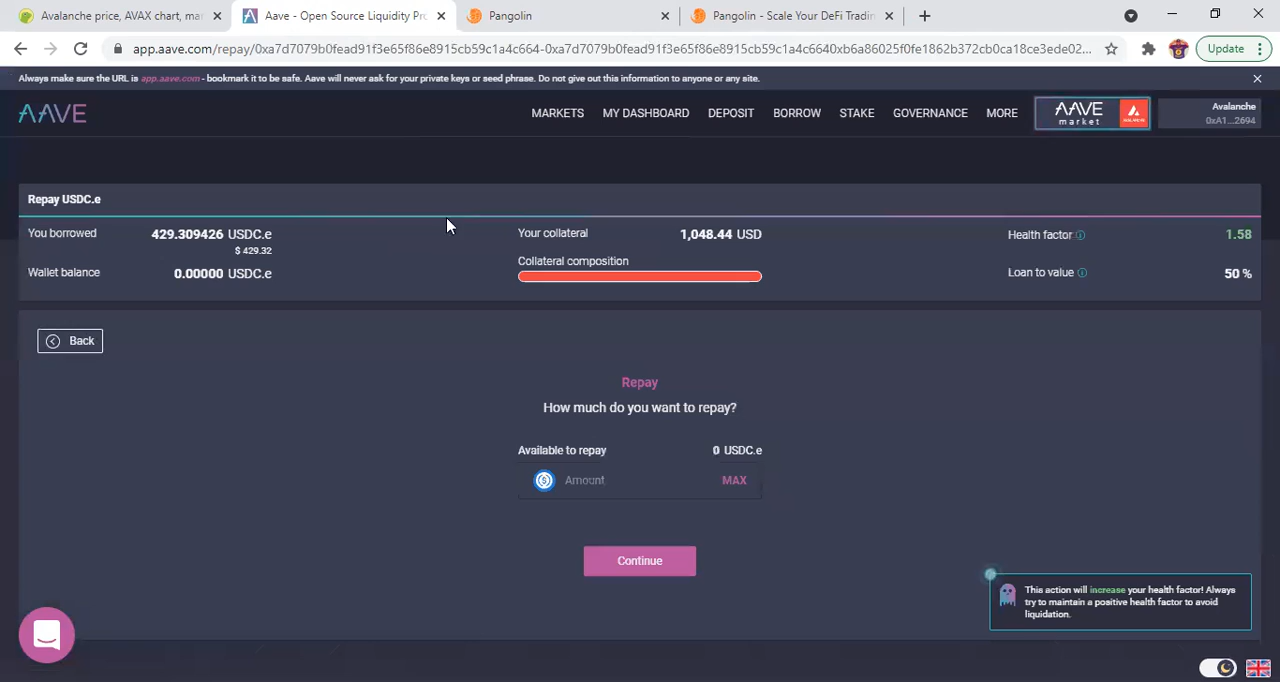 Avalanche price, AVAX chart, mar
Aave - Open Source Liquidity Pro
Pangolin
Pangolin - Scale Your DeFi Tradin
app.aave.com/repay/0xa7d7079b0fead91f3e65f86e8915cb59c1a4c664-0xa7d7079b0fead91f3e65f86e8915cb59c1a4c6640xb6a86025f0fe1862b372cb0ca18ce3ede02...
Update
Always make sure the URL is app.aave.com - bookmark it to be safe. Aave will never ask for your private keys or seed phrase. Do not give out this information to anyone or any site.
AAVE
MARKETS MY DASHBOARD DEPOSIT BORROW STAKE GOVERNANCE MORE
AAVE
market
AVALANCHE
Avalanche
0xA1...2694
Repay USDC.e
You borrowed 429.309426 USDC.e
$ 429.32
Wallet balance 0.00000 USDC.e
Your collateral 1,048.44 USD
Collateral composition
Health factor 1.58
Loan to value 50 %
Back
Repay
How much do you want to repay?
Available to repay 0 USDC.e
Amount MAX
Continue
This action will increase your health factor! Always
try to maintain a positive health factor to avoid
liquidation.